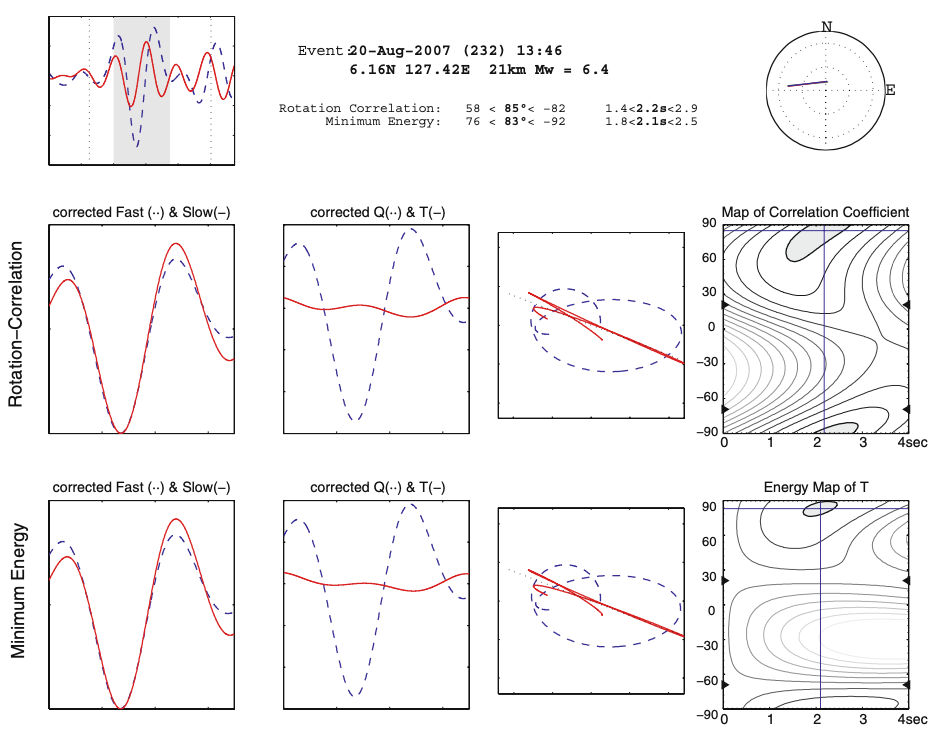 Event:20-Aug-2007 (232) 13:46
6.16N 127.42E 21km Mw = 6.4
Rotation Correlation: 58 < 85°< -82 1.4<2.2s<2.9
Minimum Energy: 76 < 83°< -92 1.8<2.1s<2.5
N
E
Rotation–Correlation
corrected Fast (··) & Slow(–)
corrected Q(··) & T(–)
Map of Correlation Coefficient
90
60
30
0
−30
−60
−90
0 1 2 3 4sec
Minimum Energy
corrected Fast (··) & Slow(–)
corrected Q(··) & T(–)
Energy Map of T
90
60
30
0
−30
−60
−90
0 1 2 3 4sec